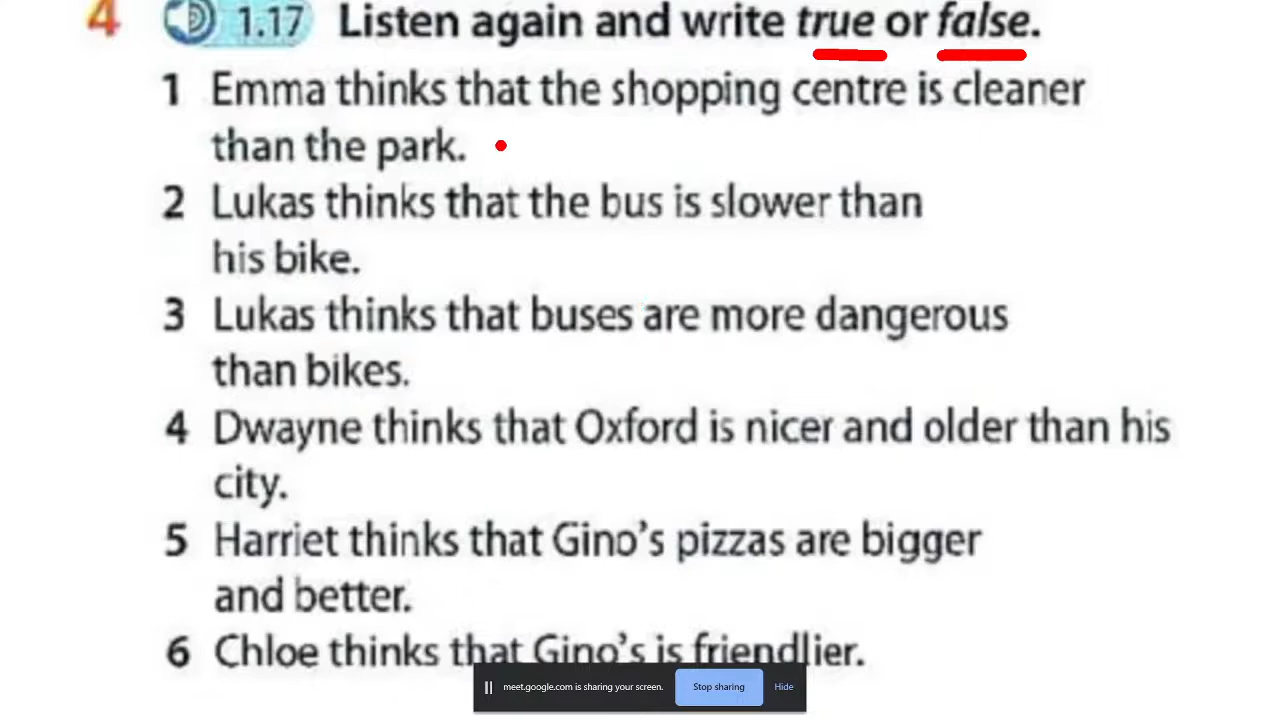 4 1.17 Listen again and write true or false.
1 Emma thinks that the shopping centre is cleaner
than the park.
2 Lukas thinks that the bus is slower than
his bike.
3 Lukas thinks that buses are more dangerous
than bikes.
4 Dwayne thinks that Oxford is nicer and older than his
city.
5 Harriet thinks that Gino's pizzas are bigger
and better.
6 Chloe thinks that Gino's is friendlier.
meet.google.com is sharing your screen. Stop sharing Hide